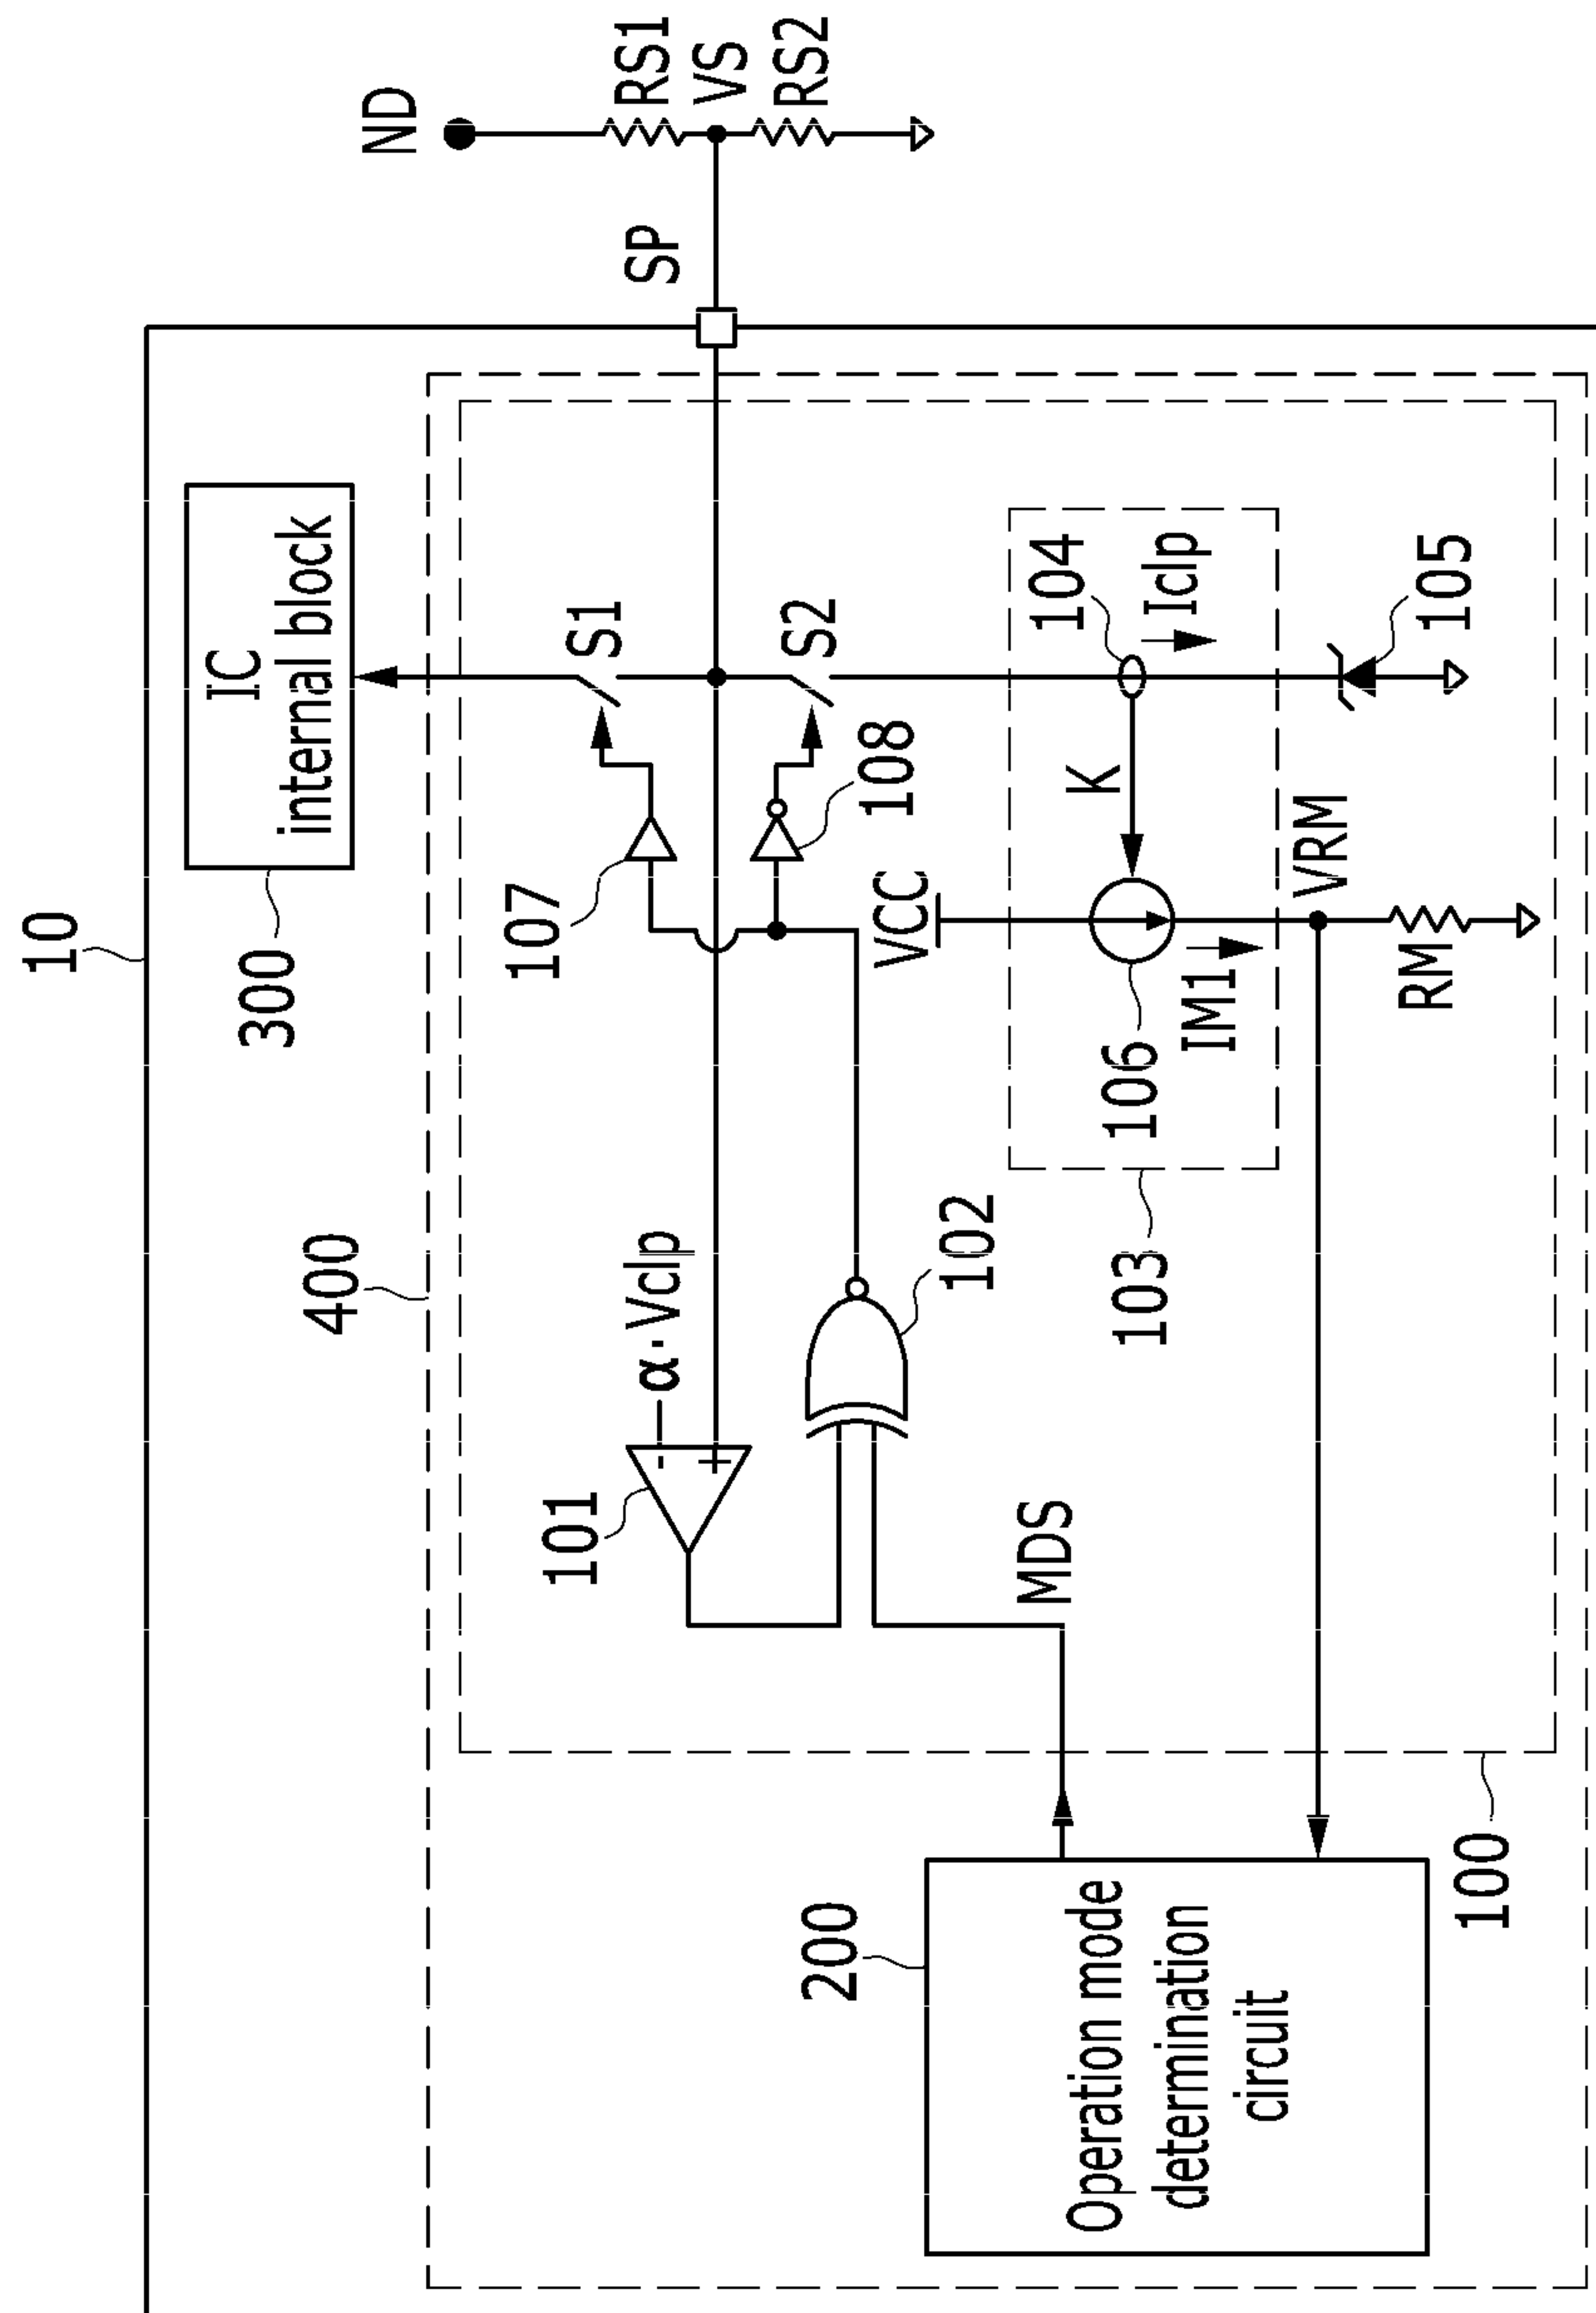 10
300
IC
internal block
ND
RS1
VS
RS2
SP
400
101
α·Vclp
107
S1
S2
108
102
MDS
VCC
K
104
Iclp
106
IM1
VRM
103
RM
105
200
Operation mode
determination
circuit
100
-
+